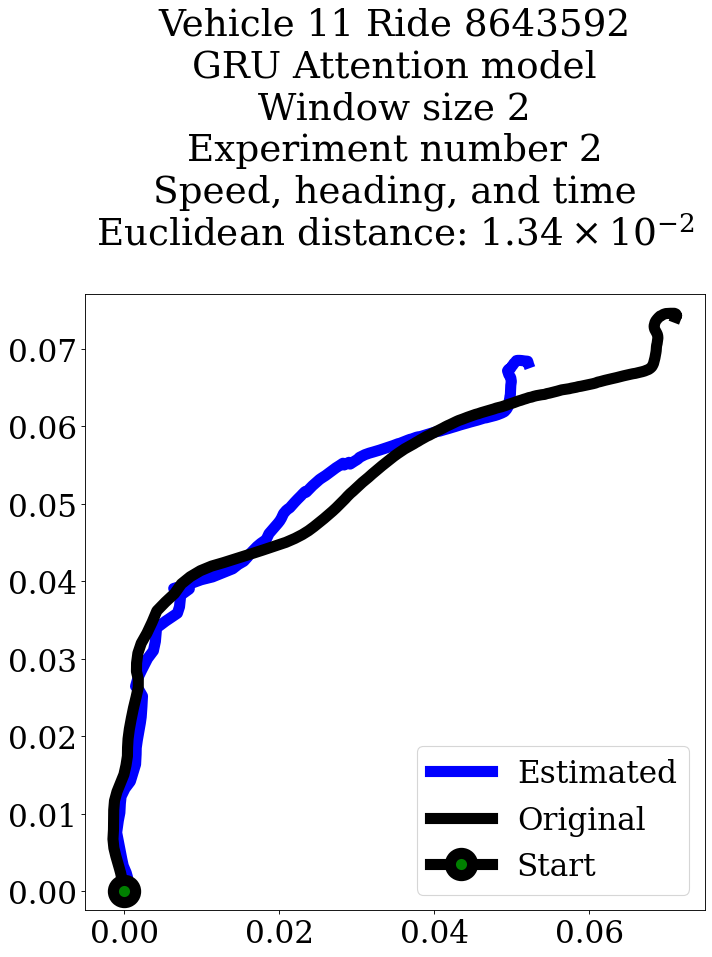 Vehicle 11 Ride 8643592
GRU Attention model
Window size 2
Experiment number 2
Speed, heading, and time
Euclidean distance: 1.34 × 10⁻²
0.07
0.06
0.05
0.04
0.03
0.02
0.01
0.00
Estimated
Original
Start
0.00 0.02 0.04 0.06